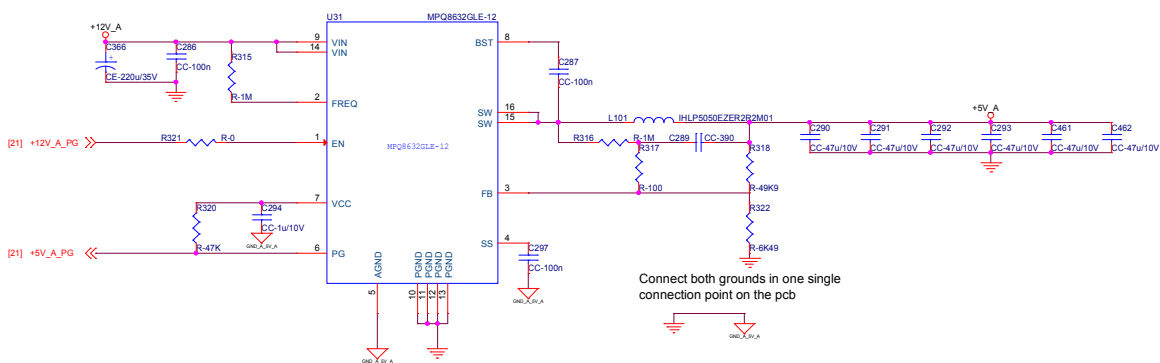 U31
MPQ8632GLE-12
+12V_A
C366
CE-220u/35V
C286
CC-100n
R315
R-1M
9
VIN
14
VIN
2
FREQ
[21]
+12V_A_PG
R321
R-0
1
EN
MPQ8632GLE-12
7
VCC
R320
R-47K
C294
CC-1u/10V
GND_A_5V_A
[21]
+5V_A_PG
6
PG
AGND
PGND
PGND
PGND
PGND
5
10
11
12
13
GND_A_5V_A
BST
8
C287
CC-100n
SW
16
SW
15
L101
IHLP5050EZER2R2M01
R316
R-1M
C289
CC-390
R317
R-100
R318
R-49K9
FB
3
R322
R-6K49
SS
4
C297
CC-100n
GND_A_5V_A
+5V_A
C290
CC-47u/10V
C291
CC-47u/10V
C292
CC-47u/10V
C293
CC-47u/10V
C461
CC-47u/10V
C462
CC-47u/10V
Connect both grounds in one single
connection point on the pcb
GND_A_5V_A